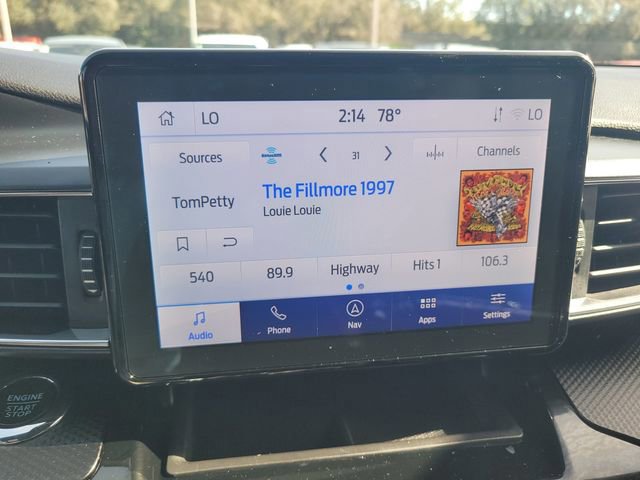 LO
2:14 78°
LO
Sources
SiriusXM
31
Channels
TomPetty
The Fillmore 1997
Louie Louie
540
89.9
Highway
Hits 1
106.3
Audio
Phone
Nav
Apps
Settings
ENGINE
START
STOP